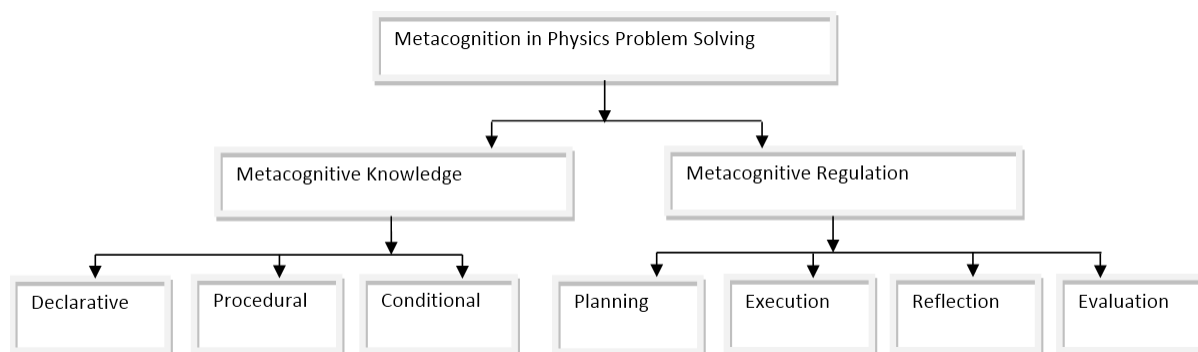 Metacognition in Physics Problem Solving
Metacognitive Knowledge
Metacognitive Regulation
Declarative
Procedural
Conditional
Planning
Execution
Reflection
Evaluation